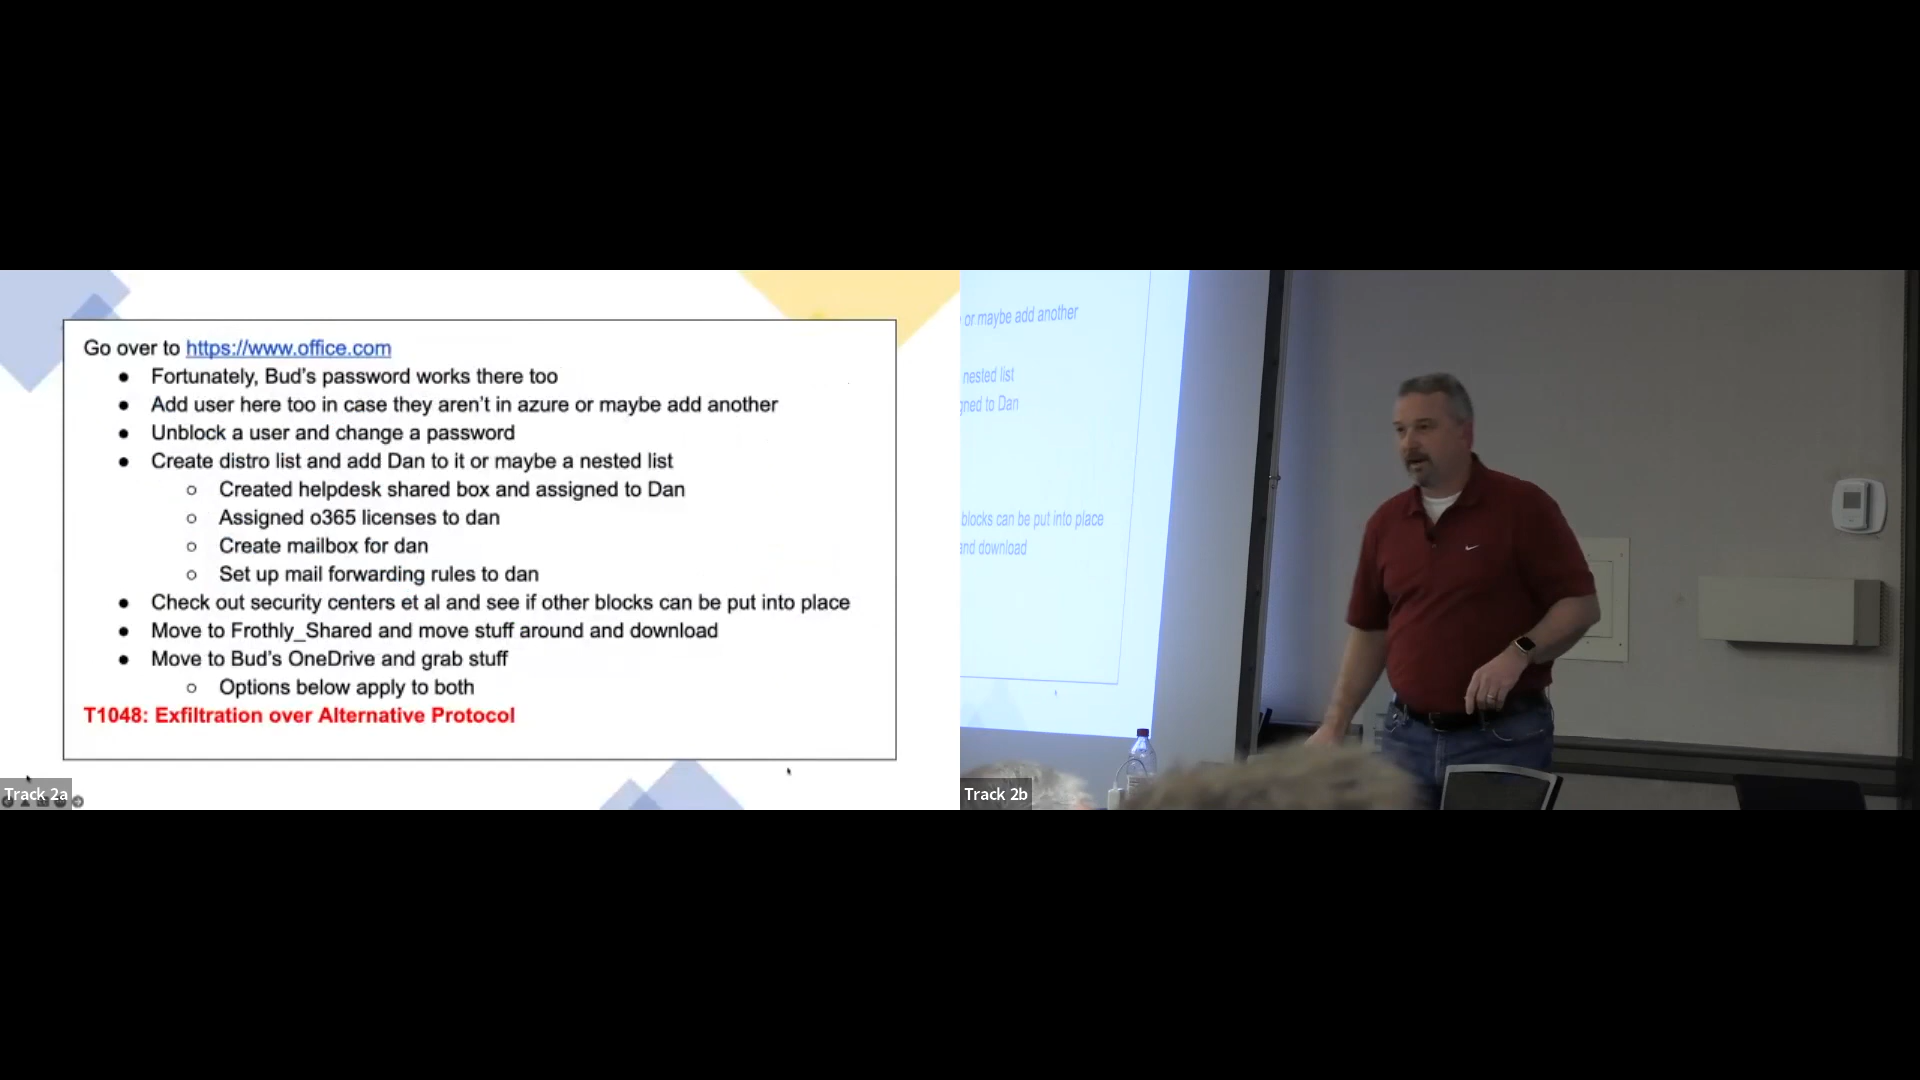 Go over to https://www.office.com
● Fortunately, Bud's password works there too
● Add user here too in case they aren't in azure or maybe add another
● Unblock a user and change a password
● Create distro list and add Dan to it or maybe a nested list
○ Created helpdesk shared box and assigned to Dan
○ Assigned o365 licenses to dan
○ Create mailbox for dan
○ Set up mail forwarding rules to dan
● Check out security centers et al and see if other blocks can be put into place
● Move to Frothly_Shared and move stuff around and download
● Move to Bud's OneDrive and grab stuff
○ Options below apply to both
T1048: Exfiltration over Alternative Protocol
Track 2a
or maybe add another
nested list
gned to Dan
blocks can be put into place
and download
Track 2b